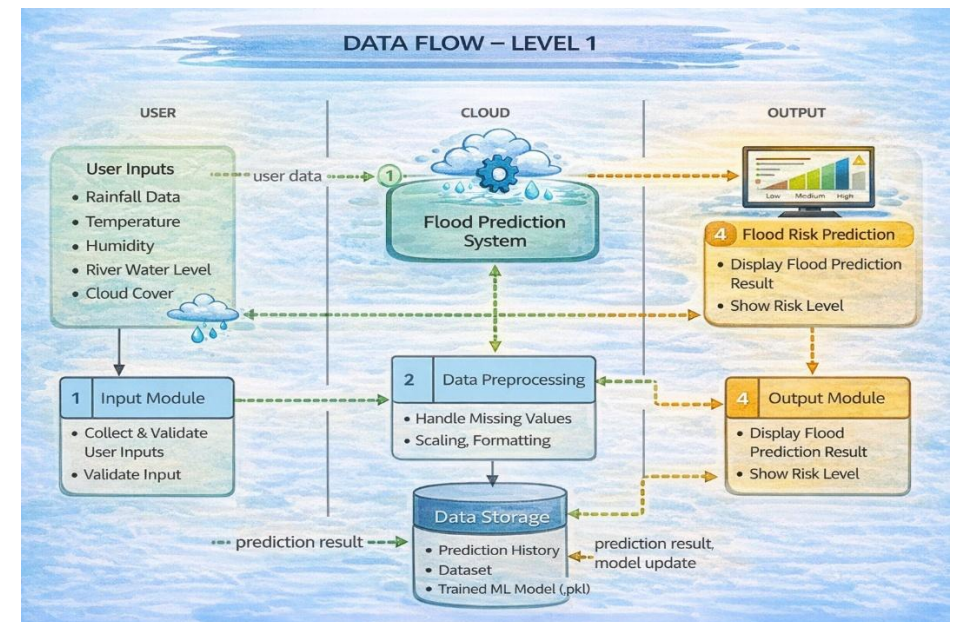 DATA FLOW – LEVEL 1
USER
CLOUD
OUTPUT
User Inputs
• Rainfall Data
• Temperature
• Humidity
• River Water Level
• Cloud Cover
user data
1
Flood Prediction
System
Low Medium High
4 Flood Risk Prediction
• Display Flood Prediction
Result
• Show Risk Level
1 Input Module
• Collect & Validate
User Inputs
• Validate Input
2 Data Preprocessing
• Handle Missing Values
• Scaling, Formatting
4 Output Module
• Display Flood
Prediction Result
• Show Risk Level
Data Storage
• Prediction History
• Dataset
• Trained ML Model (,pkl)
prediction result
prediction result,
model update